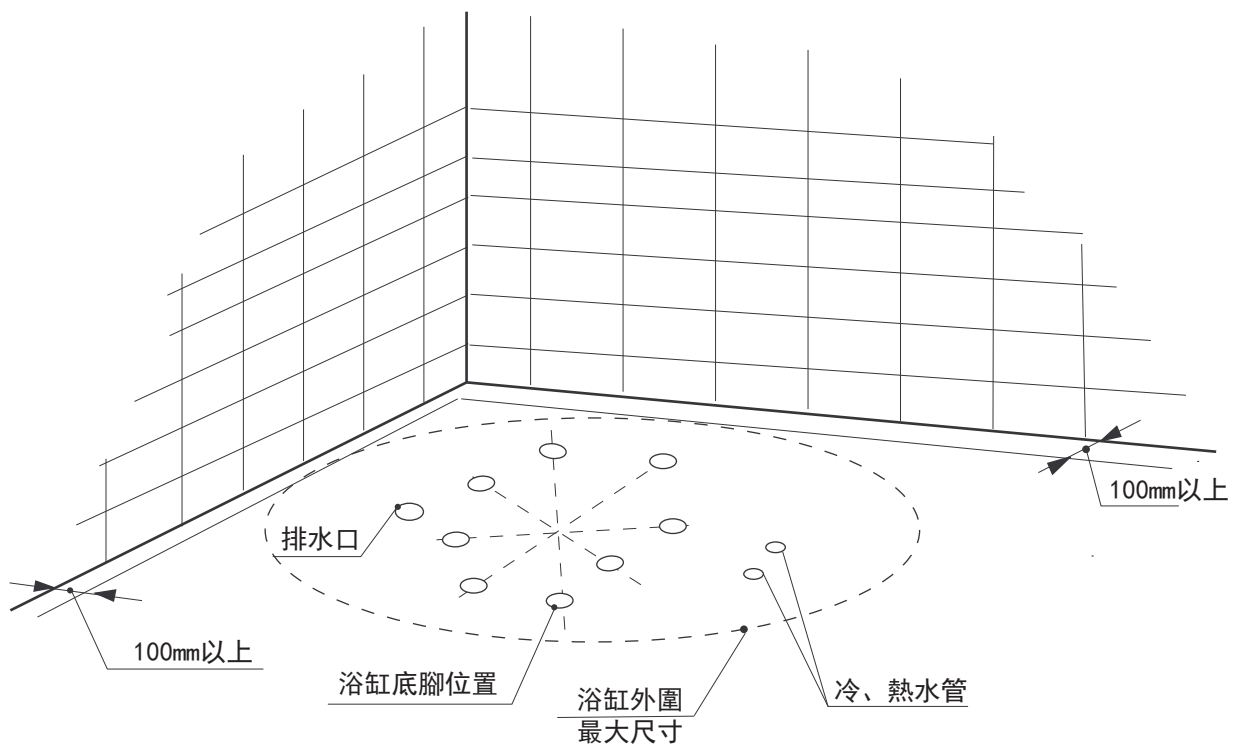 100mm以上
排水口
100mm以上
浴缸底腳位置
浴缸外圍
最大尺寸
冷、熱水管